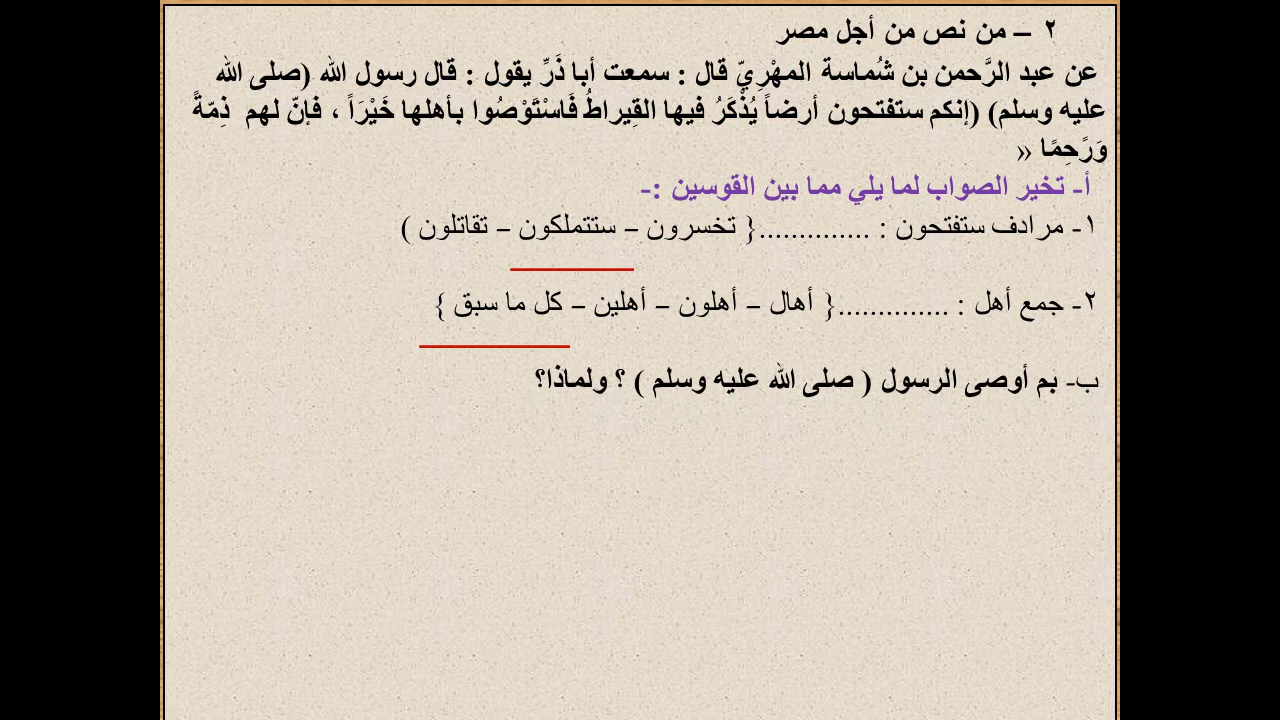 ٢ – من نص من أجل مصر
عن عبد الرَّحمن بن شُماسة المهْرِيّ قال : سمعت أبا ذَرِّ يقول : قال رسول الله (صلى الله
عليه وسلم) (إنكم ستفتحون أرضاً يُذْكَرُ فيها القِيراطُ فَاسْتَوْصُوا بأهلها خَيْرَاً ، فَإنّ لهم ذِمّةً
وَرَحِمًا »
أ- تخير الصواب لما يلي مما بين القوسين :-
١- مرادف ستفتحون : ..............{ تخسرون – ستتملكون – تقاتلون )
٢- جمع أهل : ..............{ أهال – أهلون – أهلين – كل ما سبق }
ب- بم أوصى الرسول ( صلى الله عليه وسلم ) ؟ ولماذا؟